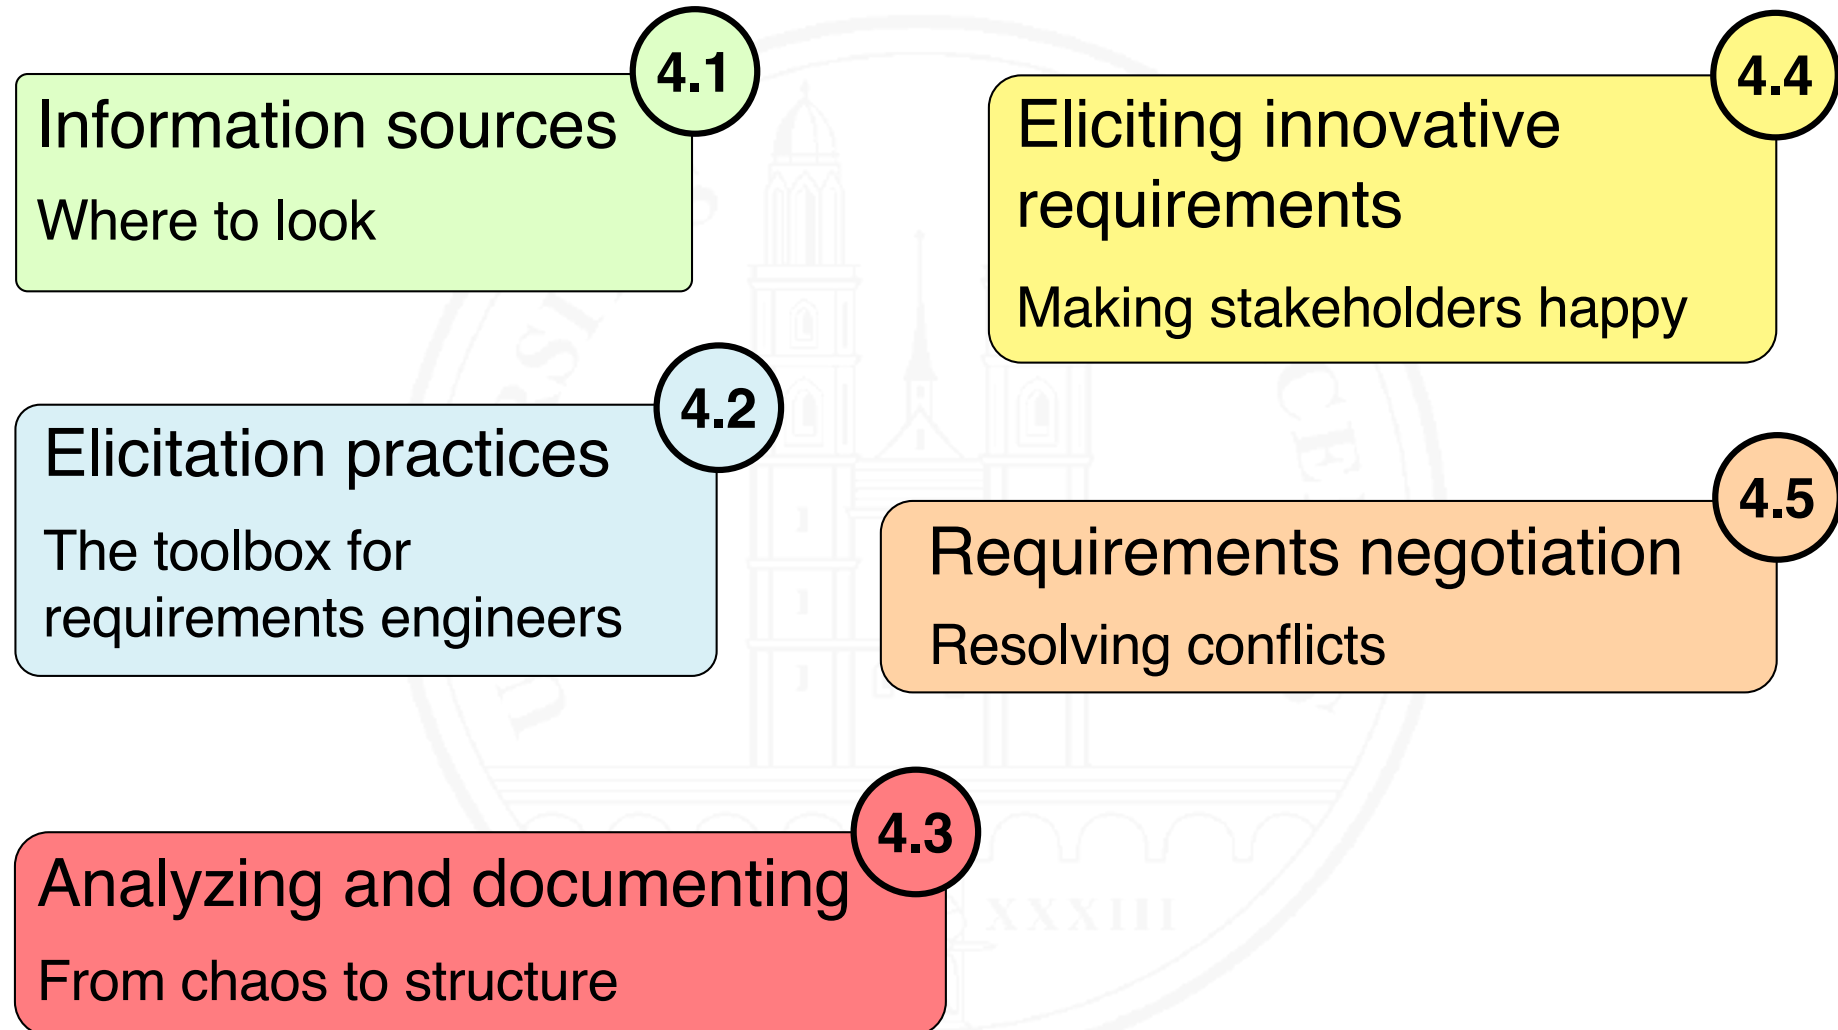 4.1
Information sources
Where to look
4.2
Elicitation practices
The toolbox for
requirements engineers
4.3
Analyzing and documenting
From chaos to structure
4.4
Eliciting innovative
requirements
Making stakeholders happy
4.5
Requirements negotiation
Resolving conflicts
XXXIII